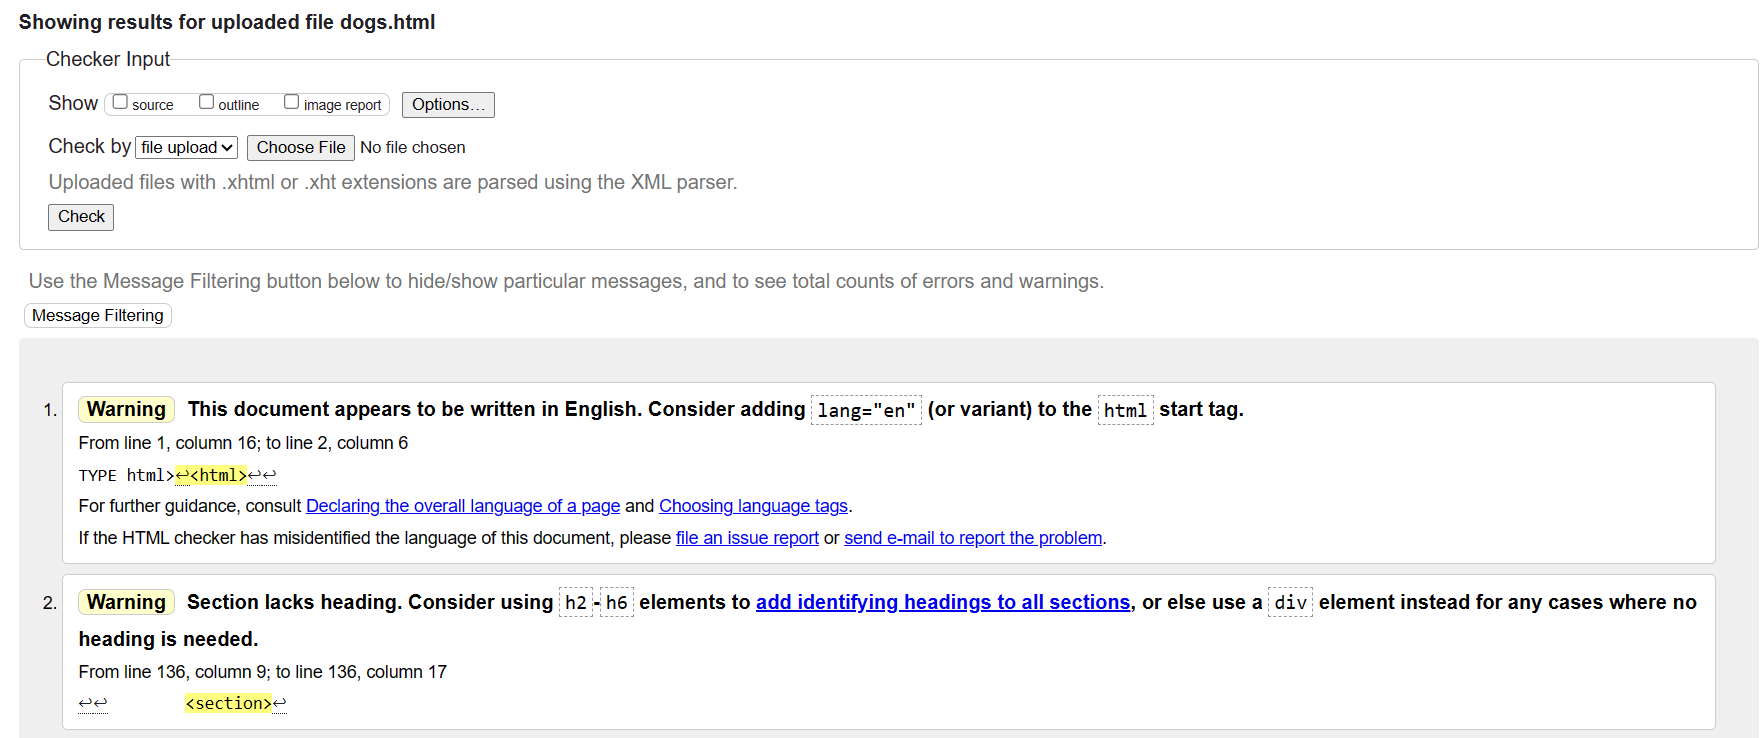 Showing results for uploaded file dogs.html
Checker Input
Show source outline image report Options…
Check by file upload Choose File No file chosen
Uploaded files with .xhtml or .xht extensions are parsed using the XML parser.
Check
Use the Message Filtering button below to hide/show particular messages, and to see total counts of errors and warnings.
Message Filtering
1. Warning This document appears to be written in English. Consider adding lang="en" (or variant) to the html start tag.
From line 1, column 16; to line 2, column 6
TYPE html>↩<html>↩↩
For further guidance, consult Declaring the overall language of a page and Choosing language tags.
If the HTML checker has misidentified the language of this document, please file an issue report or send e-mail to report the problem.
2. Warning Section lacks heading. Consider using h2-h6 elements to add identifying headings to all sections, or else use a div element instead for any cases where no
heading is needed.
From line 136, column 9; to line 136, column 17
↩↩ <section>↩